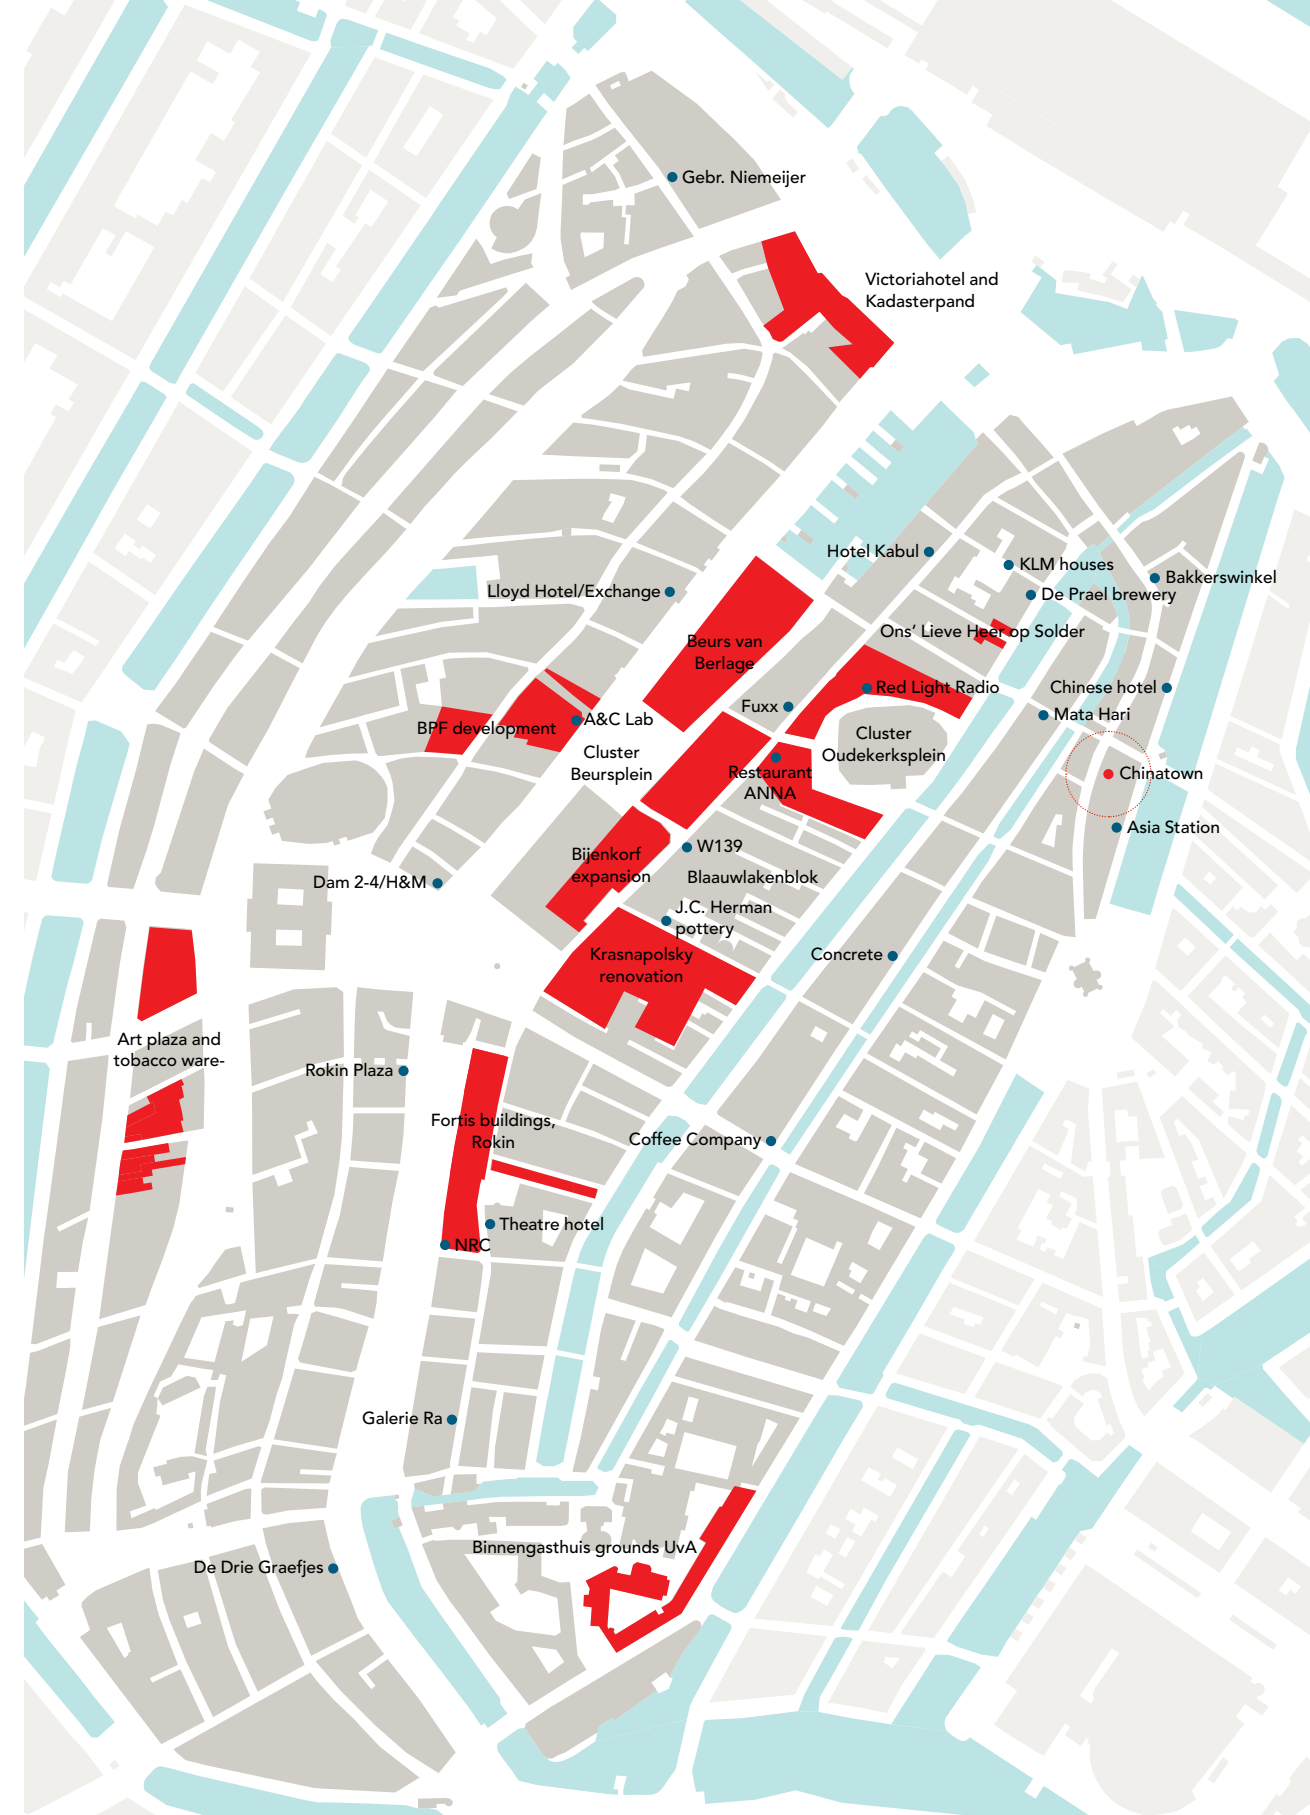 Gebr. Niemeijer
Victoriahotel and
Kadasterpand
Hotel Kabul
KLM houses
Bakkerswinkel
Lloyd Hotel/Exchange
De Prael brewery
Ons’ Lieve Heer op Solder
Beurs van
Berlage
Red Light Radio
Chinese hotel
Fuxx
Mata Hari
A&C Lab
BPF development
Cluster
Oudekerksplein
Cluster
Beursplein
Restaurant
ANNA
Chinatown
Asia Station
W139
Bijenkorf
expansion
Blaauwlakenblok
Dam 2-4/H&M
J.C. Herman
pottery
Krasnapolsky
renovation
Concrete
Art plaza and
tobacco ware-
Rokin Plaza
Fortis buildings,
Rokin
Coffee Company
Theatre hotel
NRC
Galerie Ra
Binnengasthuis grounds UvA
De Drie Graefjes